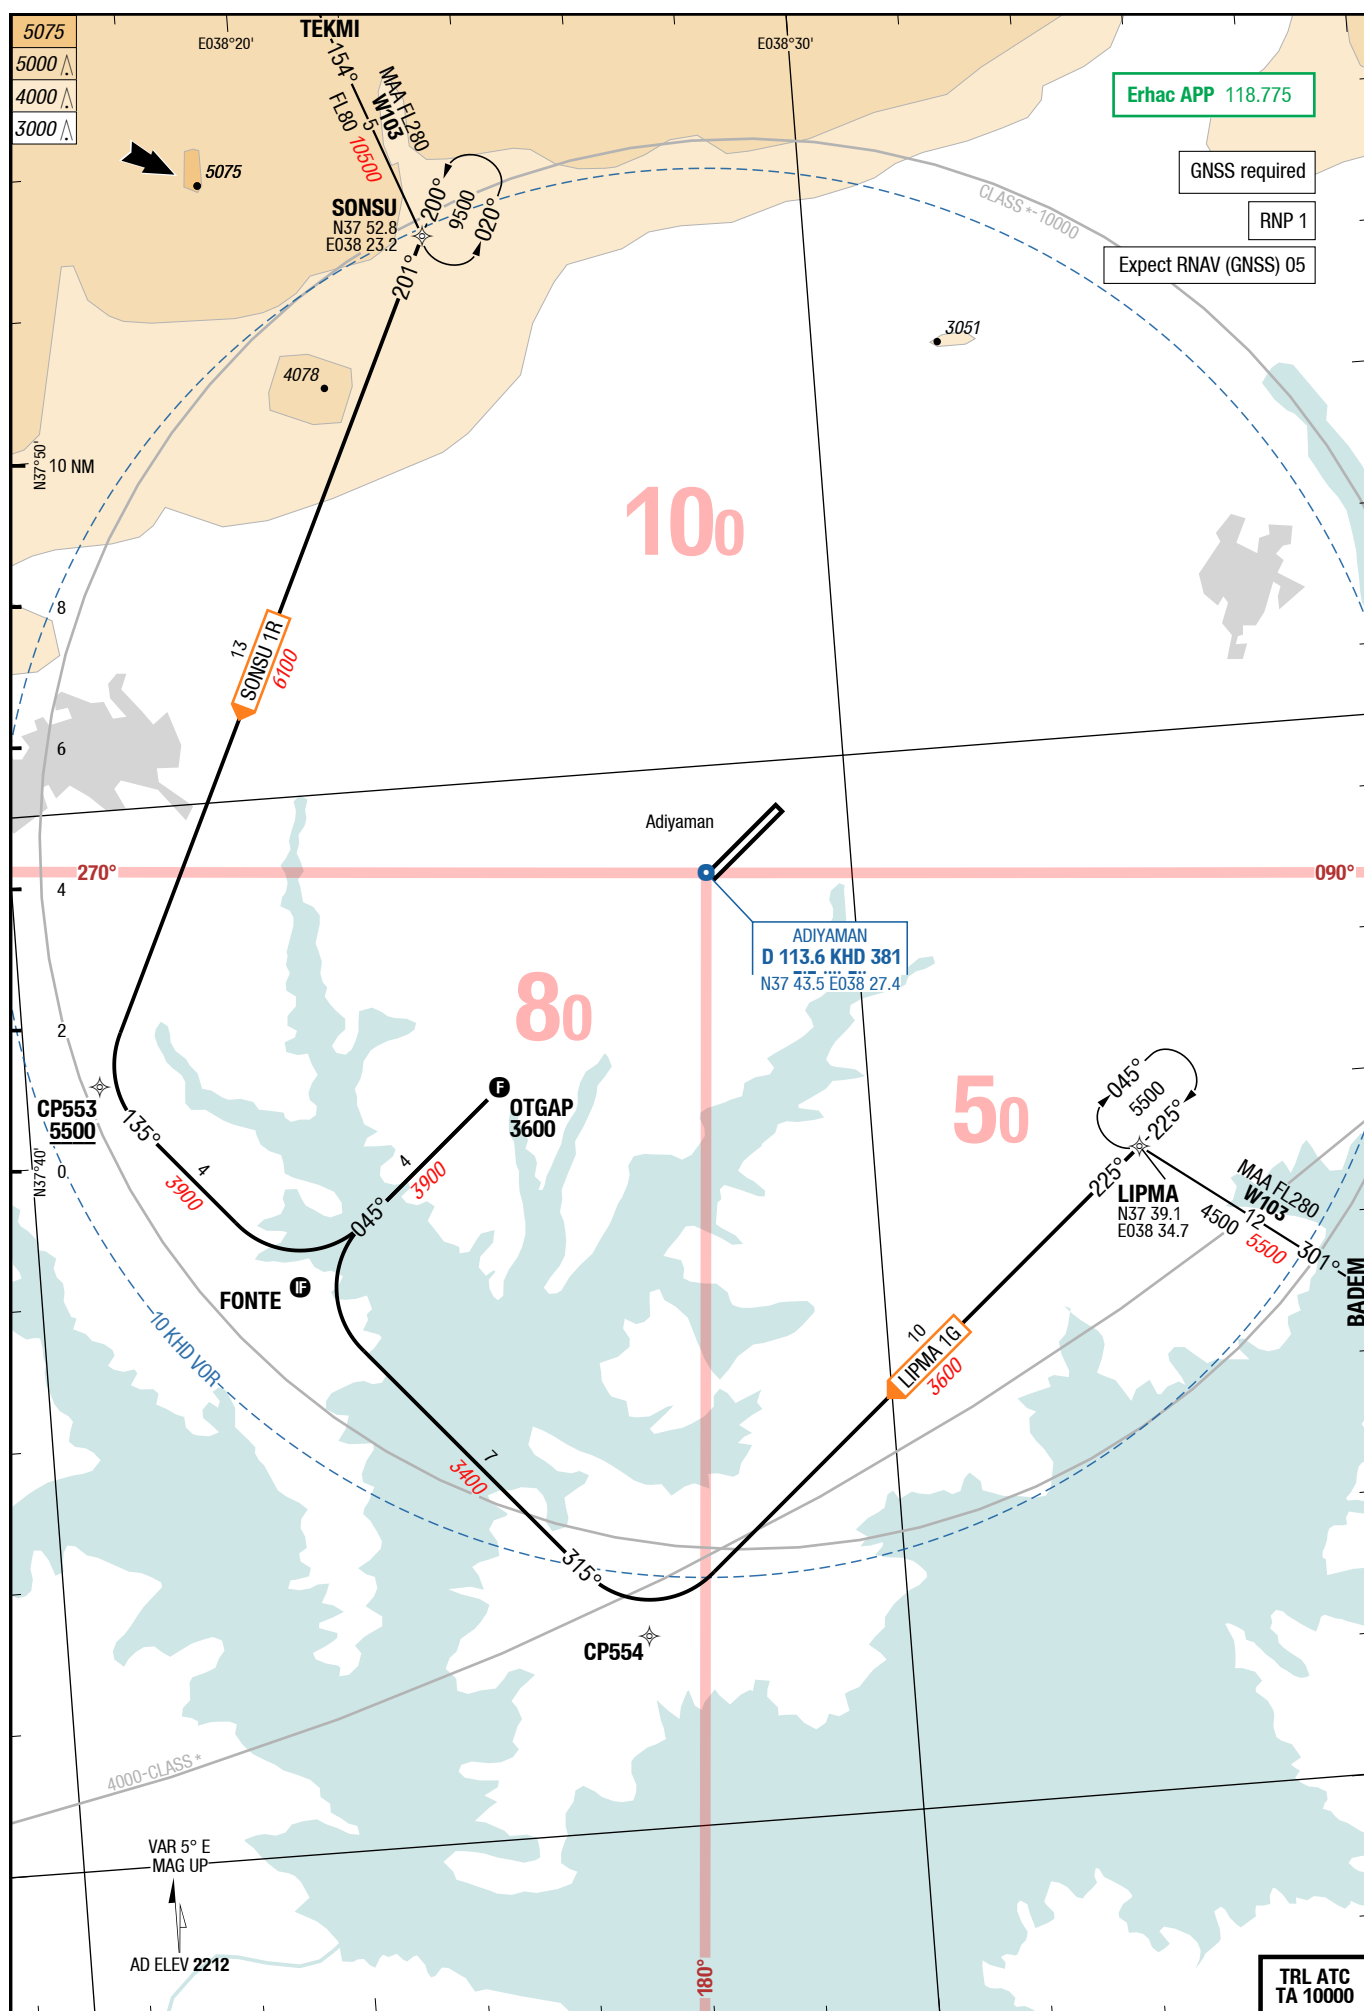 5075
5000
4000
3000
E038°20'
TEKMI
E038°30'
154°
MAA FL280
W103
5
FL80
10500
Erhac APP 118.775
GNSS required
RNP 1
Expect RNAV (GNSS) 05
5075
SONSU
N37 52.8
E038 23.2
200°
9500
020°
201°
CLASS *-10000
3051
4078
N37°50'
10 NM
100
8
13
SONSU 1R
6100
6
Adiyaman
270°
090°
4
ADIYAMAN
D 113.6 KHD 381
N37 43.5 E038 27.4
80
2
50
CP553
5500
135°
F
OTGAP
3600
045°
5500
225°
N37°40'
0
4
3900
4
3900
045°
225°
LIPMA
N37 39.1
E038 34.7
MAA FL280
W103
4500
12
5500
301°
BADEM
FONTE
IF
10 KHD VOR
10
LIPMA 1G
3600
7
3400
315°
CP554
4000-CLASS *
VAR 5° E
MAG UP
AD ELEV 2212
180°
TRL ATC
TA 10000